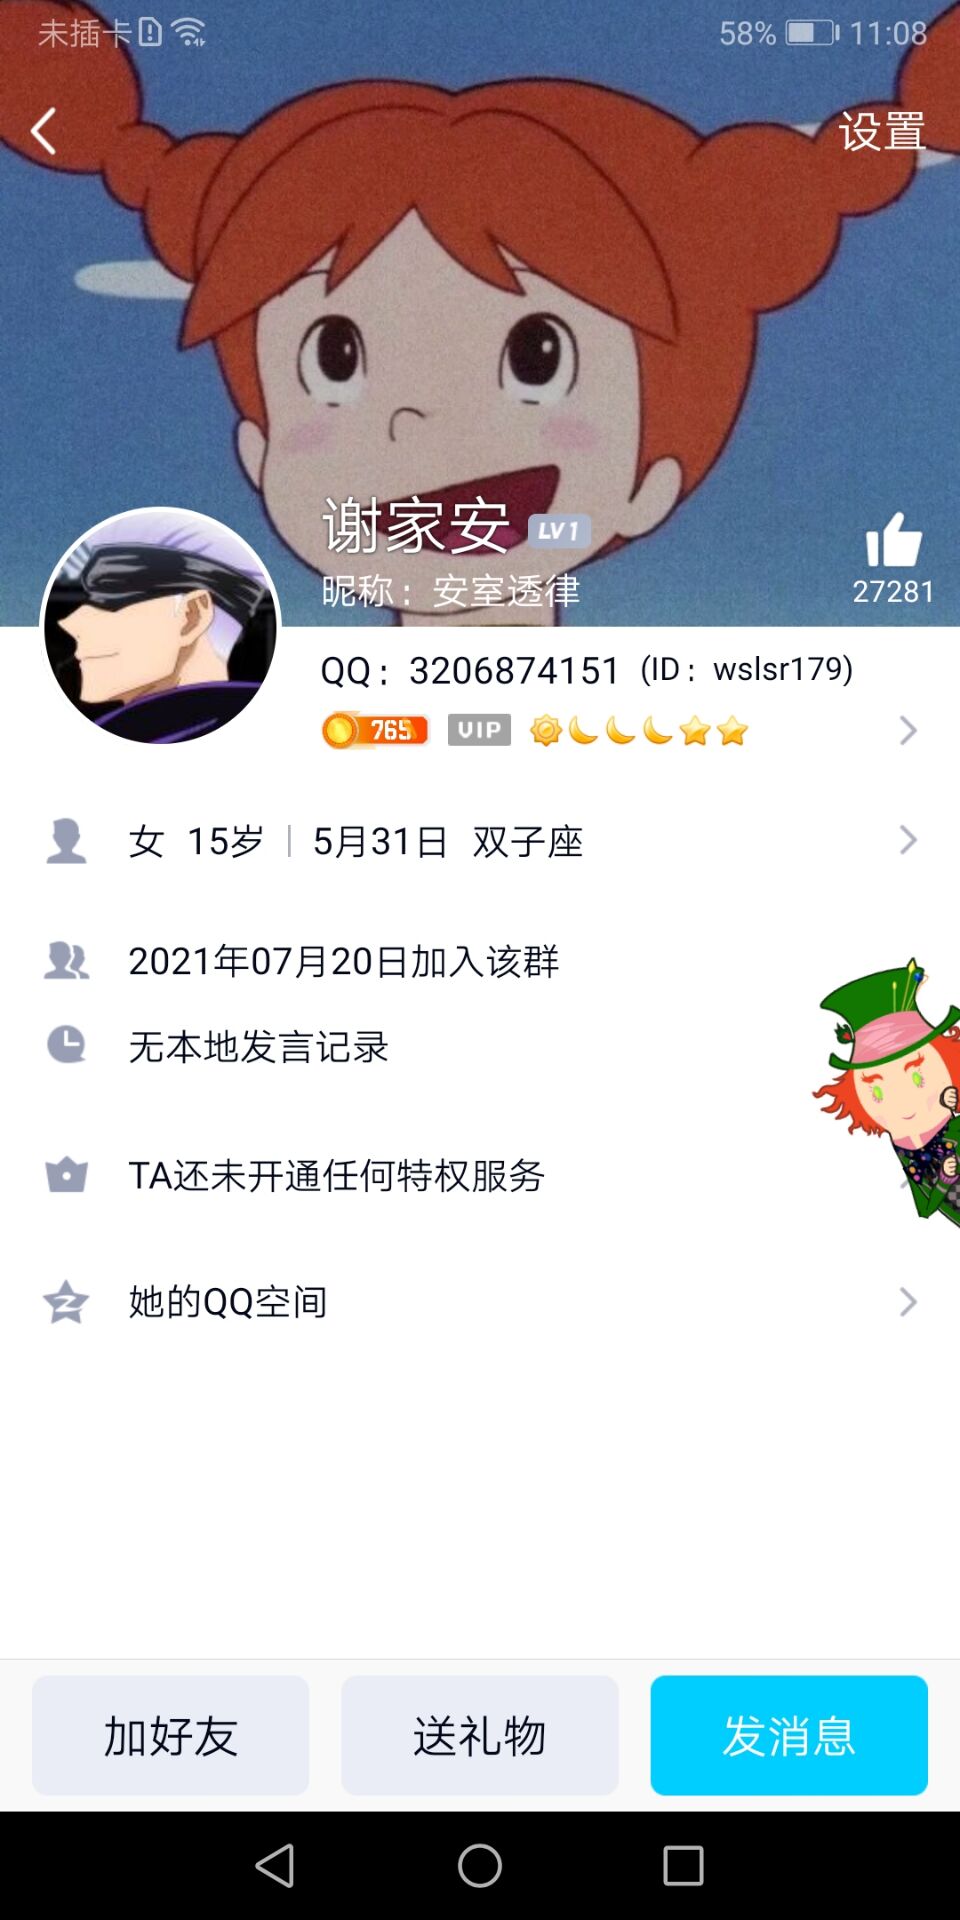 未插卡 58% 11:08
设置
谢家安 LV1
昵称：安室透律
27281
QQ：3206874151 (ID：wslsr179)
765 VIP
女 15岁 5月31日 双子座
2021年07月20日加入该群
无本地发言记录
TA还未开通任何特权服务
她的QQ空间
加好友 送礼物 发消息